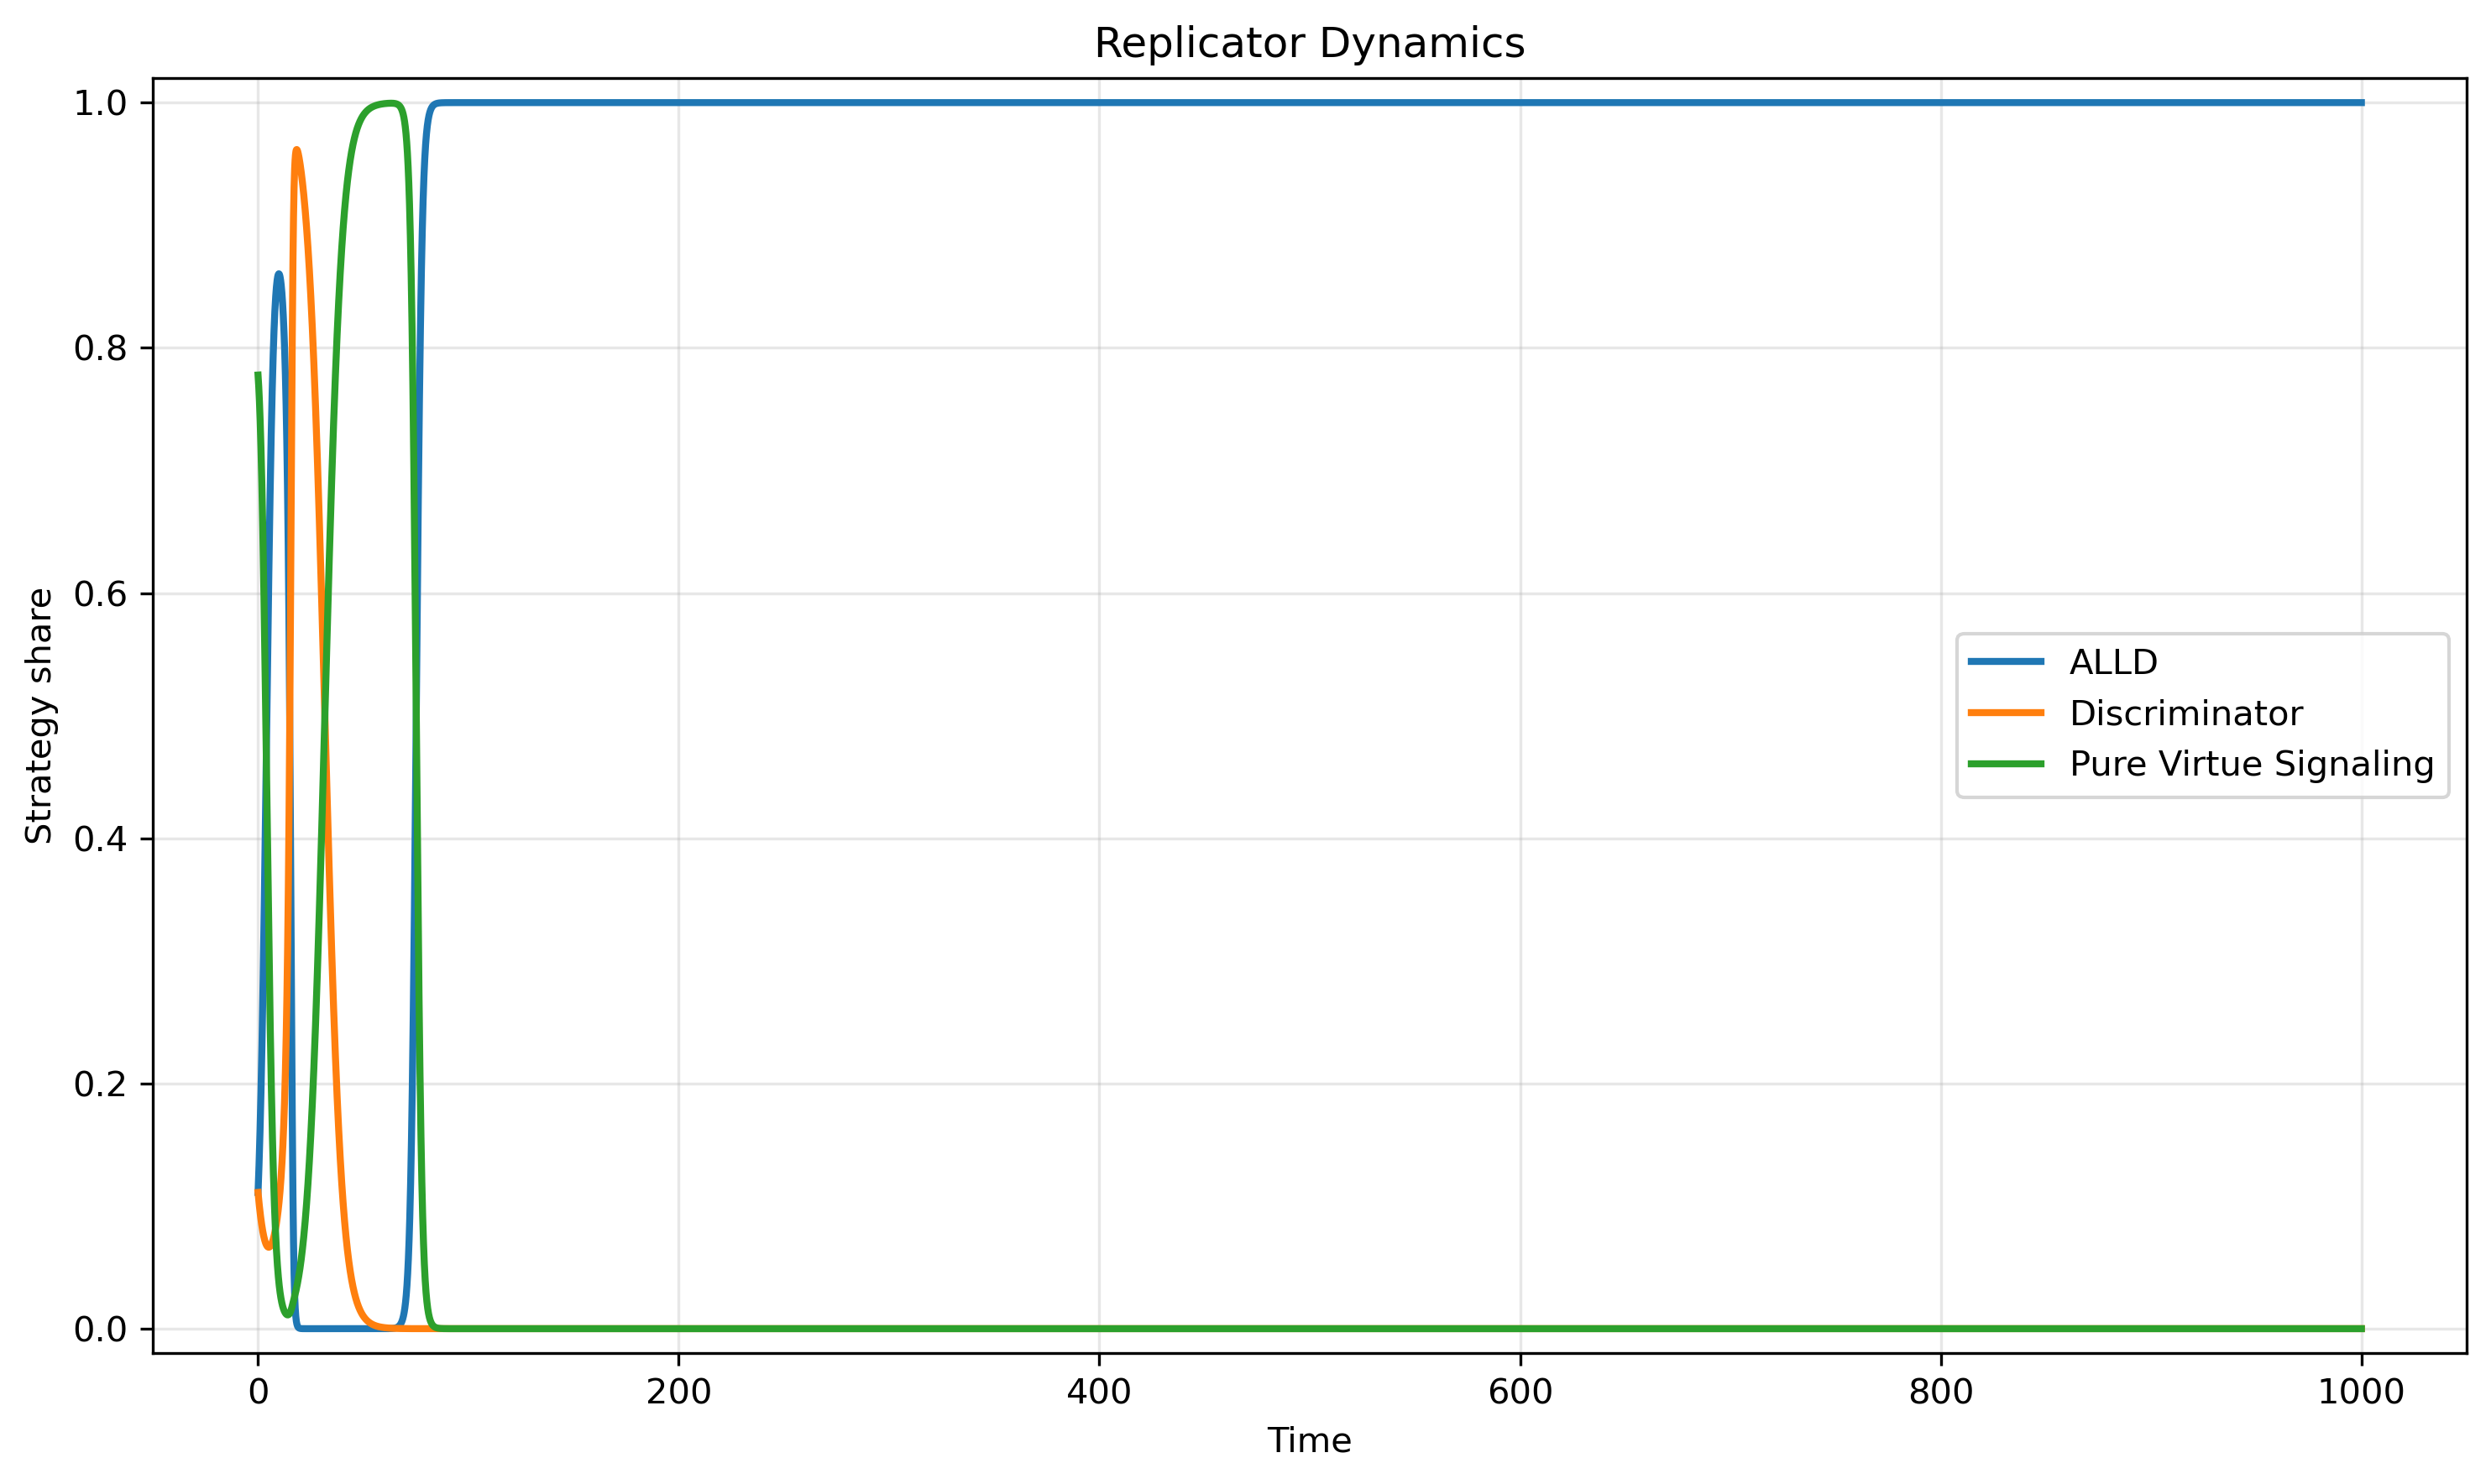 Replicator Dynamics
Strategy share
1.0
0.8
0.6
0.4
0.2
0.0
ALLD
Discriminator
Pure Virtue Signaling
0 200 400 600 800 1000
Time